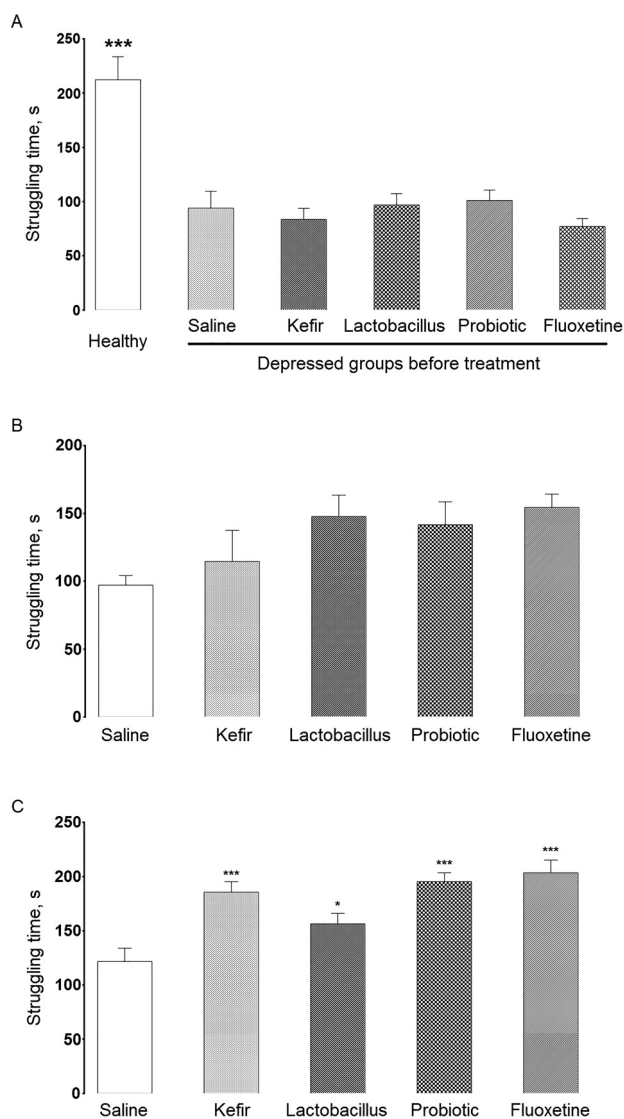 A
250
200
150
100
50
0
Struggling time, s
***
Healthy
Saline Kefir Lactobacillus Probiotic Fluoxetine
Depressed groups before treatment
B
200
150
100
50
0
Struggling time, s
Saline Kefir Lactobacillus Probiotic Fluoxetine
C
250
200
150
100
50
0
Struggling time, s
*** * *** ***
Saline Kefir Lactobacillus Probiotic Fluoxetine